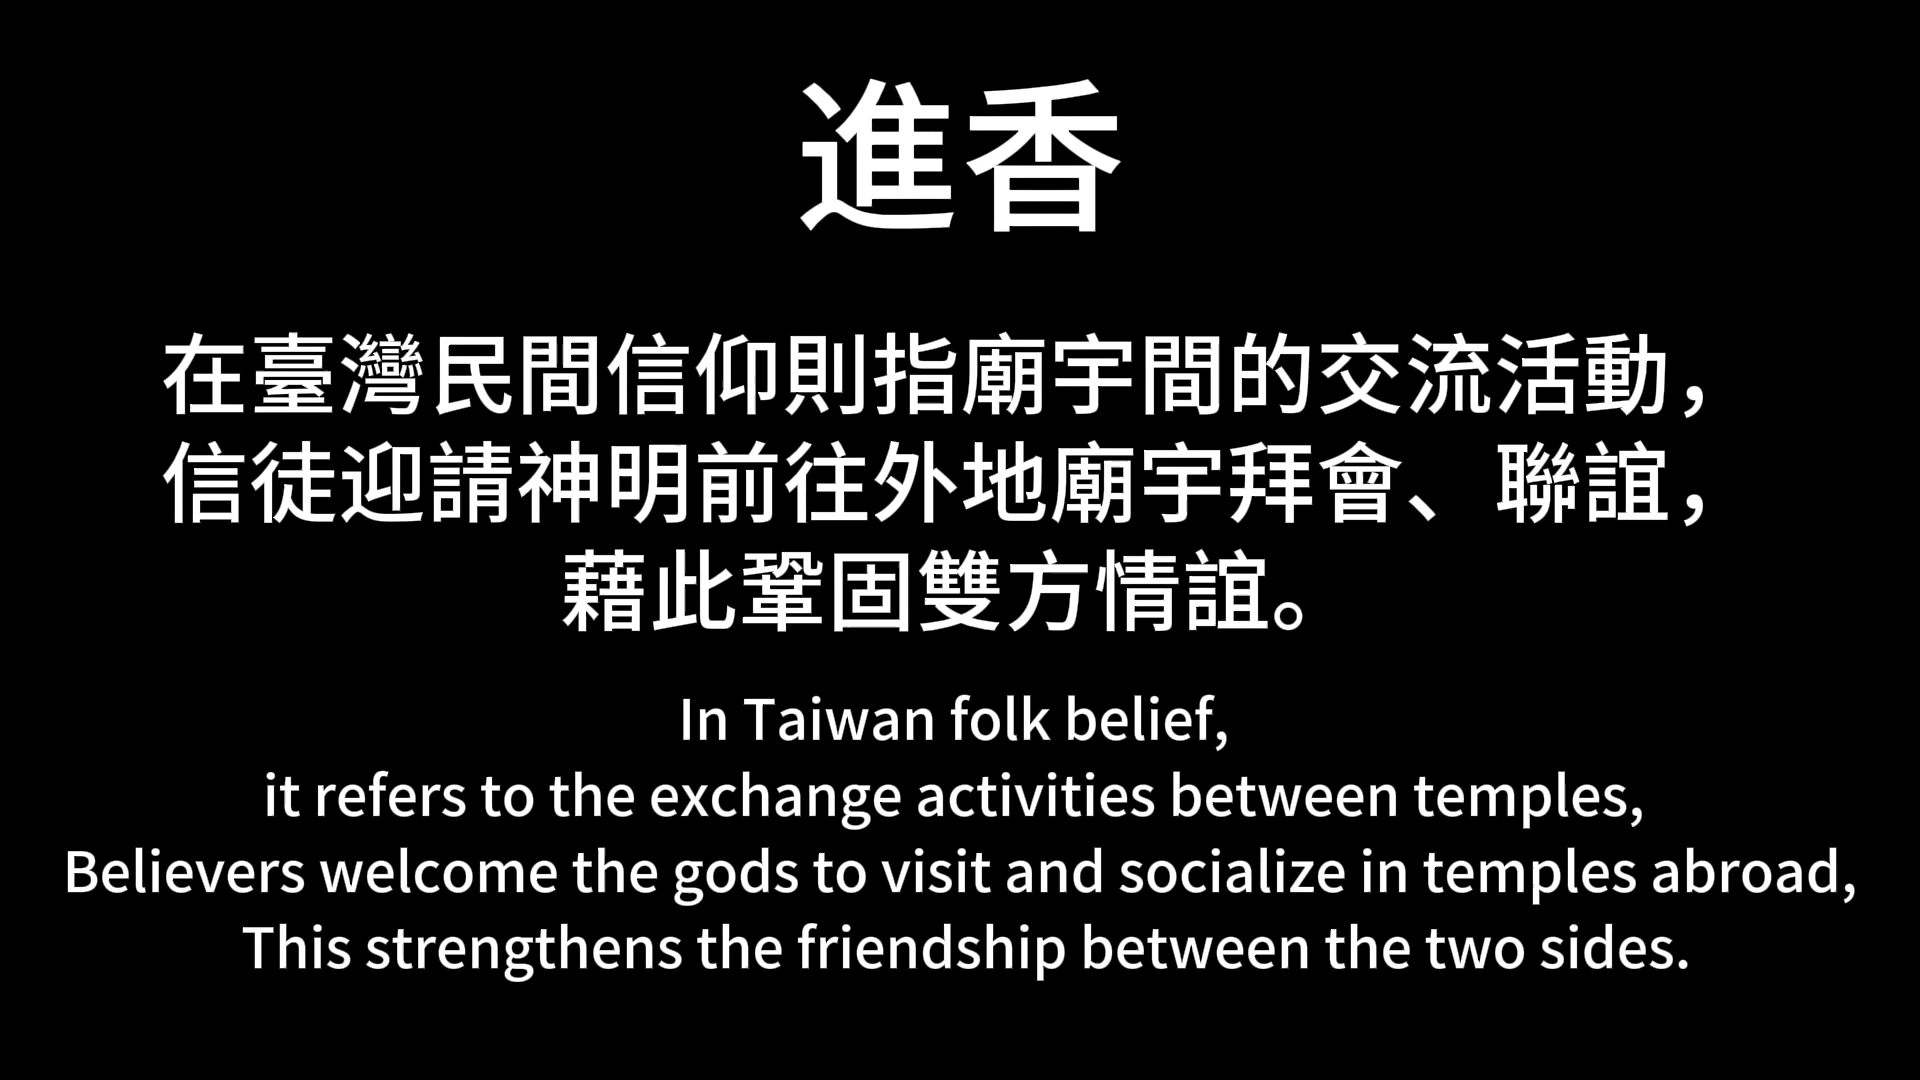 進香
在臺灣民間信仰則指廟宇間的交流活動，
信徒迎請神明前往外地廟宇拜會、聯誼，
藉此鞏固雙方情誼。
In Taiwan folk belief,
it refers to the exchange activities between temples,
Believers welcome the gods to visit and socialize in temples abroad,
This strengthens the friendship between the two sides.